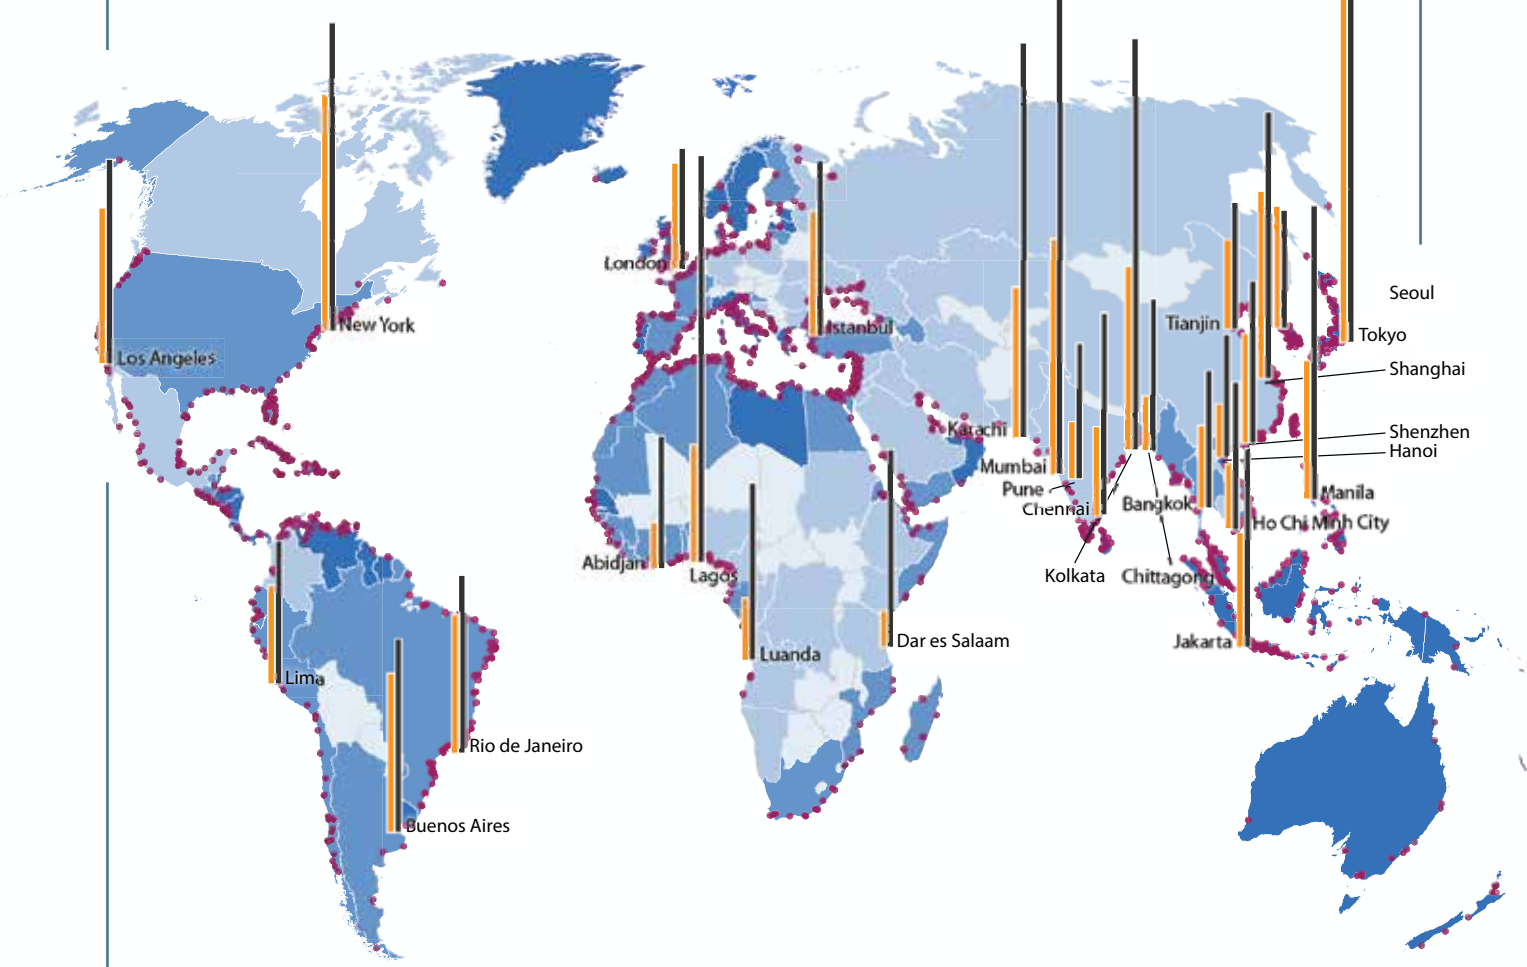 London
Seoul
New York
Tianjin
Istanbul
Tokyo
Los Angeles
Shanghai
Karachi
Shenzhen
Hanoi
Mumbai
Pune
Manila
Chennai
Bangkok
Ho Chi Minh City
Abidjan
Lagos
Kolkata
Chittagong
Dar es Salaam
Jakarta
Luanda
Lima
Rio de Janeiro
Buenos Aires